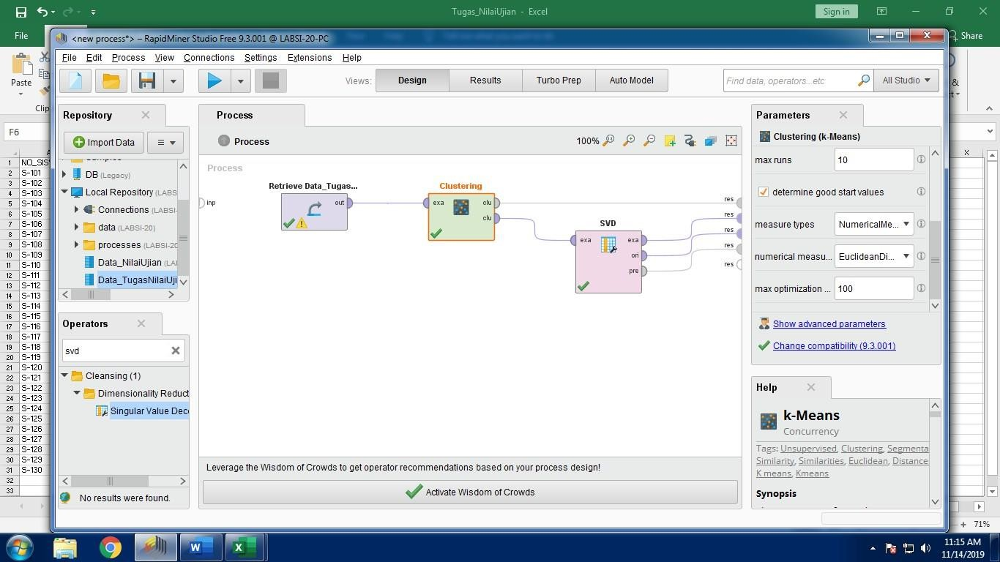 Tugas_NilaiUjian - Excel
Sign in
File
Share
Paste
Clip
F6
<new process*> – RapidMiner Studio Free 9.3.001 @ LABSI-20-PC
File Edit Process View Connections Settings Extensions Help
Views:
Design
Results
Turbo Prep
Auto Model
Find data, operators...etc
All Studio
Repository
Import Data
DB (Legacy)
Local Repository (LABS
Connections (LABSI-
data (LABSI-20)
processes (LABSI-20
Data_NilaiUjian (LA
Data_TugasNilaiUji
Operators
svd
Cleansing (1)
Dimensionality Reduct
Singular Value Dec
No results were found.
Process
Process
100%
Process
inp
Retrieve Data_Tugas...
out
Clustering
exa
clu
clu
SVD
exa
exa
ori
pre
res
res
res
res
res
Leverage the Wisdom of Crowds to get operator recommendations based on your process design!
Activate Wisdom of Crowds
Parameters
Clustering (k-Means)
max runs
10
determine good start values
measure types
NumericalMe...
numerical measu...
EuclideanDi...
max optimization ...
100
Show advanced parameters
Change compatibility (9.3.001)
Help
k-Means
Concurrency
Tags: Unsupervised, Clustering, Segmenta
Similarity, Similarities, Euclidean, Distance
K means, Kmeans
Synopsis
X
1 NO_SIS
2 S-101
3 S-102
4 S-103
5 S-104
6 S-105
7 S-106
8 S-107
9 S-108
10 S-109
11 S-110
12 S-111
13 S-112
14 S-113
15 S-114
16 S-115
17 S-116
18 S-117
19 S-118
20 S-119
21 S-120
22 S-121
23 S-122
24 S-123
25 S-124
26 S-125
27 S-126
28 S-127
29 S-128
30 S-129
31 S-130
32
33
71%
11:15 AM
11/14/2019